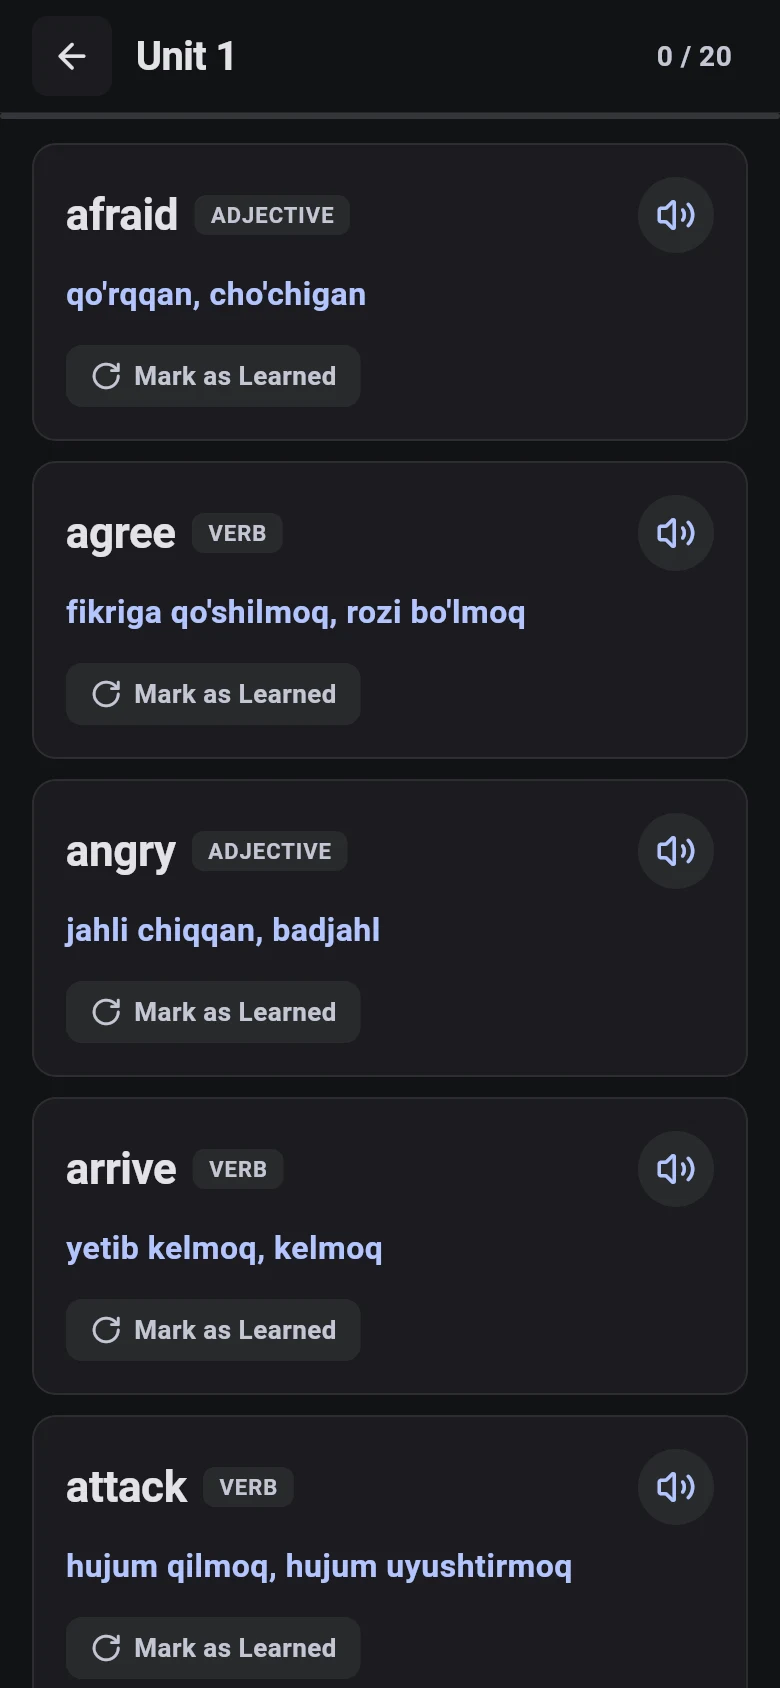 Unit 1
0 / 20
afraid ADJECTIVE
qo'rqqan, cho'chigan
Mark as Learned
agree VERB
fikriga qo'shilmoq, rozi bo'lmoq
Mark as Learned
angry ADJECTIVE
jahli chiqqan, badjahl
Mark as Learned
arrive VERB
yetib kelmoq, kelmoq
Mark as Learned
attack VERB
hujum qilmoq, hujum uyushtirmoq
Mark as Learned